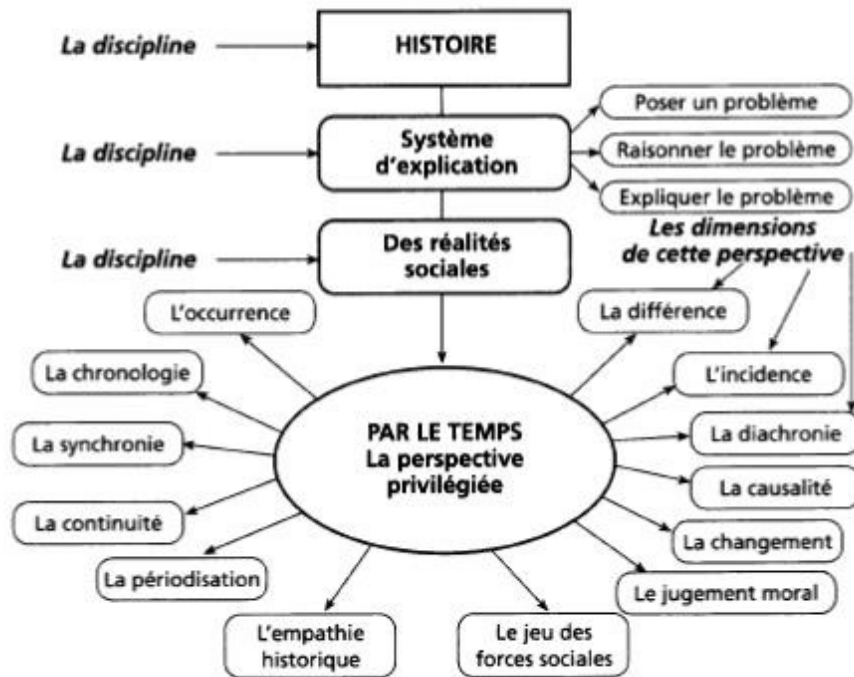 La discipline
HISTOIRE
La discipline
Système
d'explication
Poser un problème
Raisonner le problème
Expliquer le problème
La discipline
Des réalités
sociales
Les dimensions
de cette perspective
L'occurrence
La différence
La chronologie
L'incidence
La synchronie
PAR LE TEMPS
La perspective
privilégiée
La diachronie
La causalité
La continuité
La changement
La périodisation
Le jugement moral
L'empathie
historique
Le jeu des
forces sociales